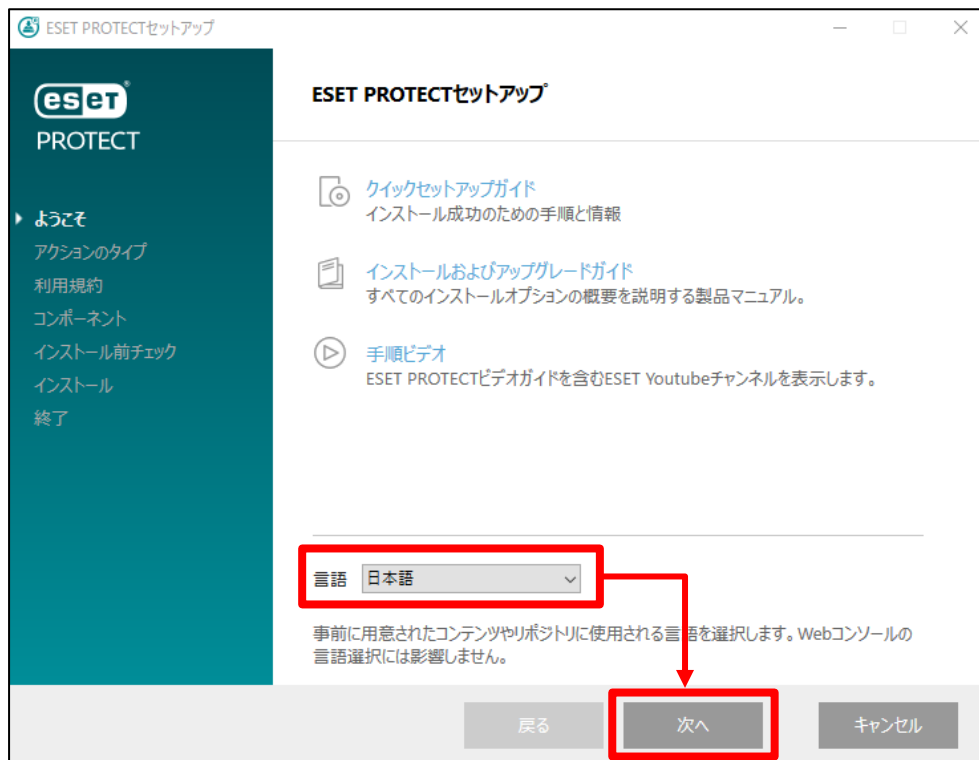 ESET PROTECTセットアップ
eseT
PROTECT
ようこそ
アクションのタイプ
利用規約
コンポーネント
インストール前チェック
インストール
終了
ESET PROTECTセットアップ
クイックセットアップガイド
インストール成功のための手順と情報
インストールおよびアップグレードガイド
すべてのインストールオプションの概要を説明する製品マニュアル。
手順ビデオ
ESET PROTECTビデオガイドを含むESET Youtubeチャンネルを表示します。
言語 日本語
事前に用意されたコンテンツやリポジトリに使用される言語を選択します。Webコンソールの
言語選択には影響しません。
戻る 次へ キャンセル